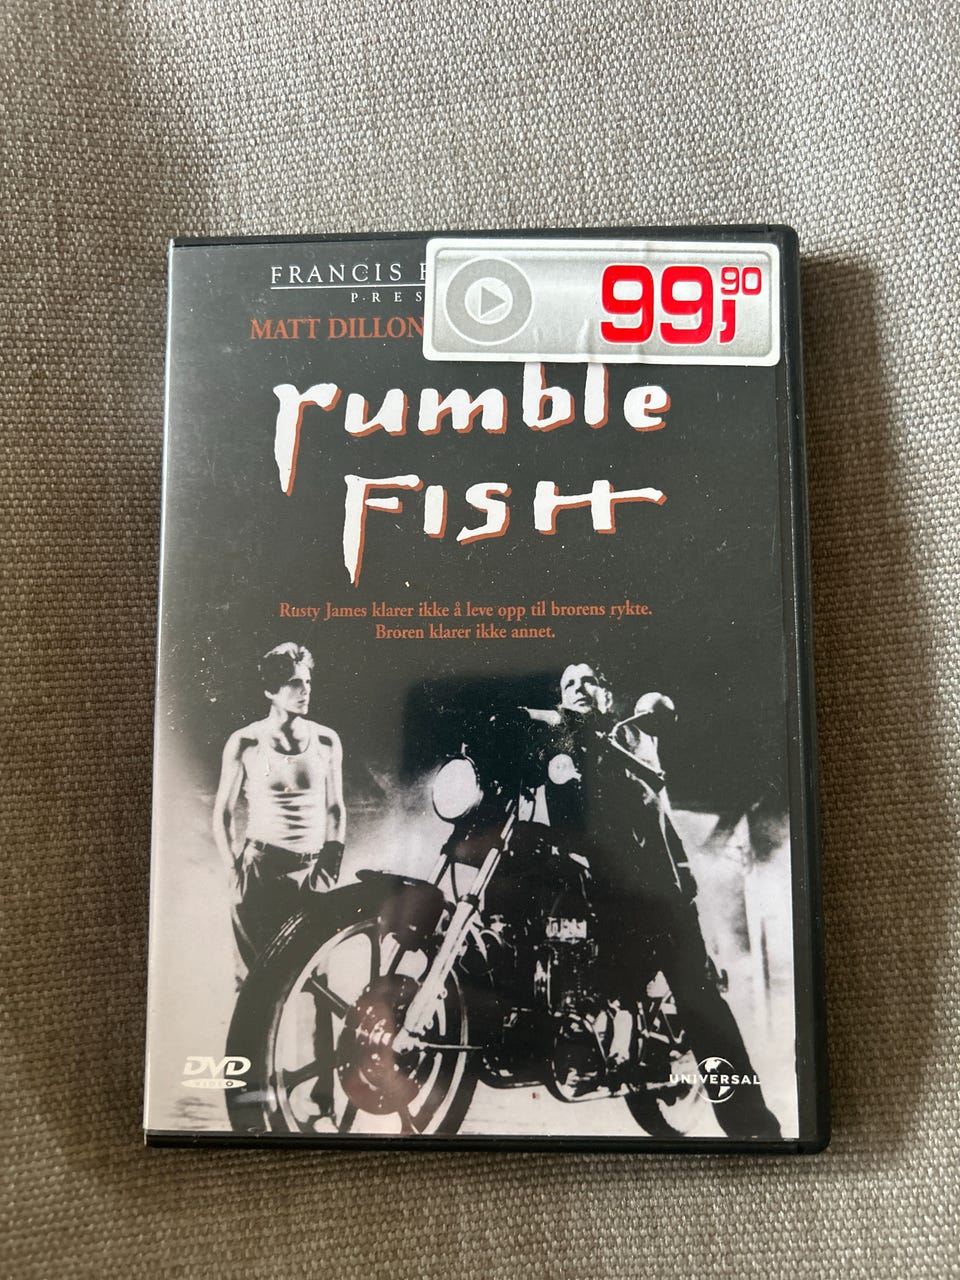 FRANCIS F
PRES
MATT DILLON
99,90
rumble
FISH
Rusty James klarer ikke å leve opp til brorens rykte.
Broren klarer ikke annet.
DVD
VIDEO
UNIVERSAL